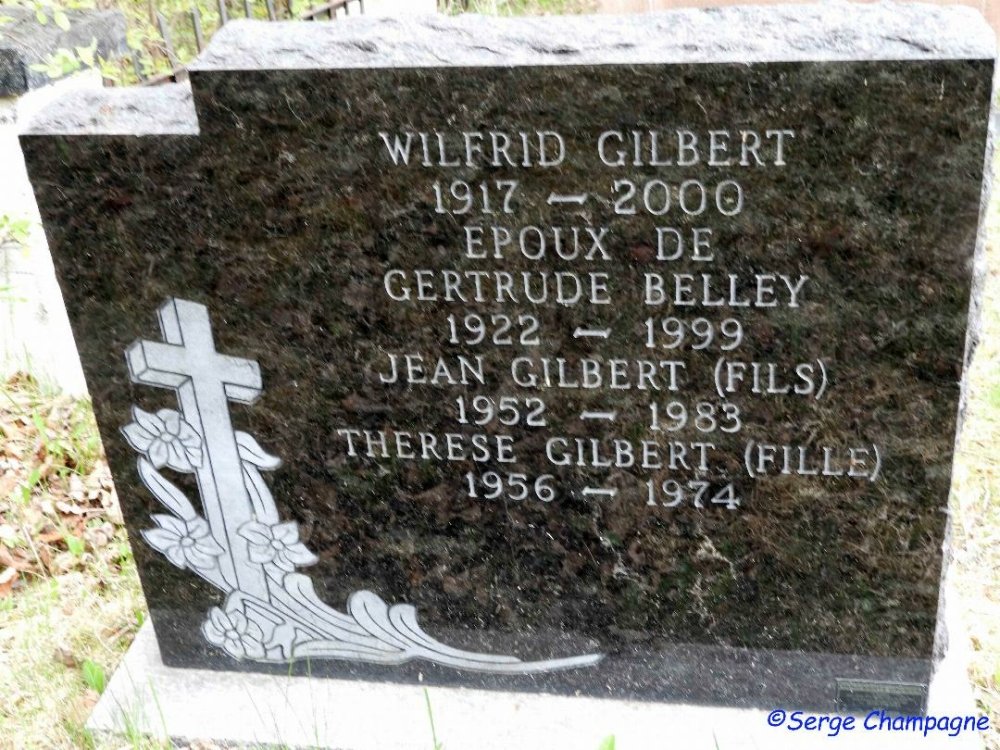 WILFRID GILBERT
1917 — 2000
EPOUX DE
GERTRUDE BELLEY
1922 — 1999
JEAN GILBERT (FILS)
1952 — 1983
THERESE GILBERT (FILLE)
1956 — 1974
©Serge Champagne